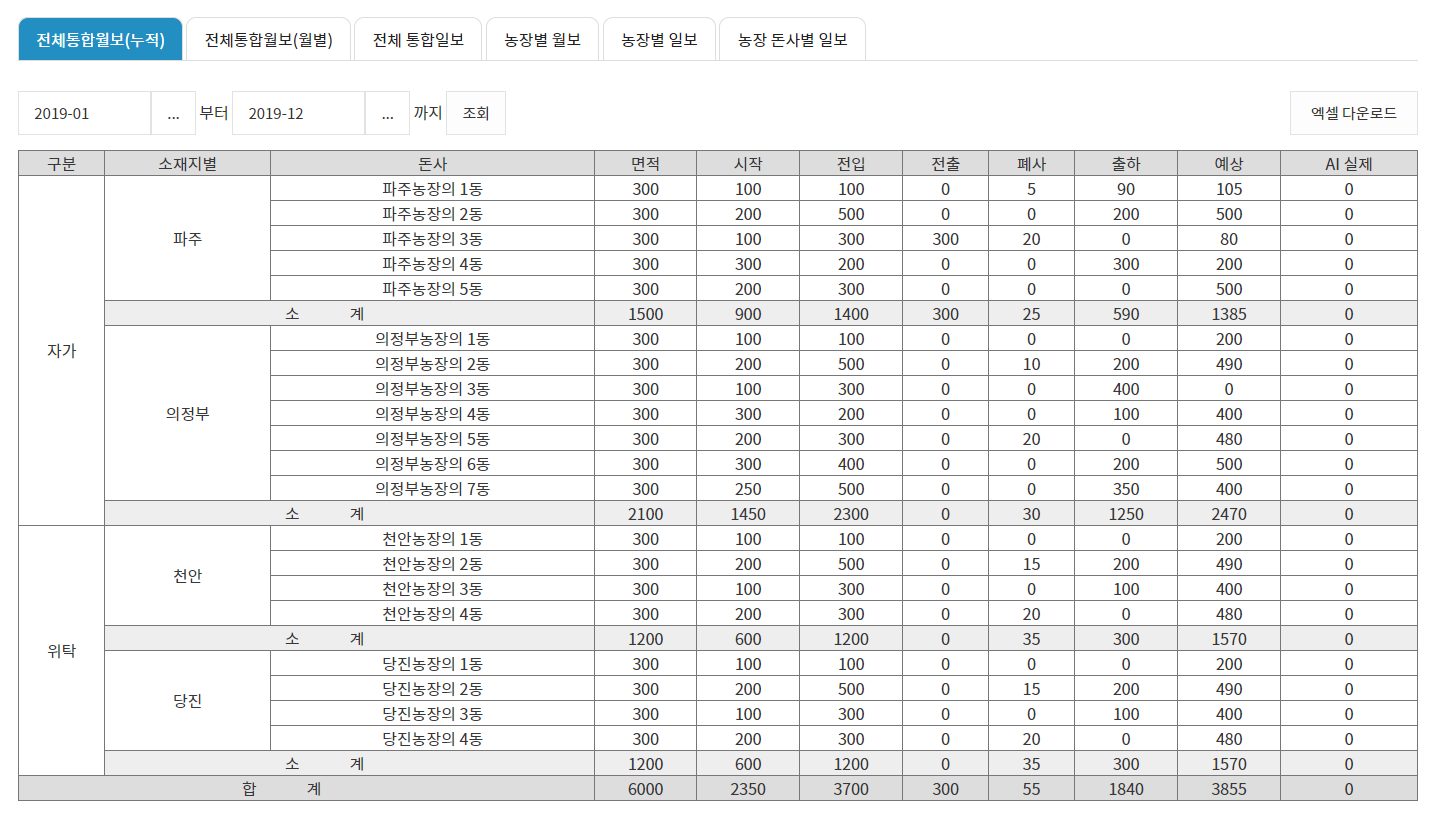 전체통합월보(누적) 전체통합월보(월별) 전체 통합일보 농장별 월보 농장별 일보 농장 돈사별 일보
2019-01 ... 부터 2019-12 ... 까지 조회 엑셀 다운로드
구분 소재지별 돈사 면적 시작 전입 전출 폐사 출하 예상 AI 실제
파주농장의 1동 300 100 100 0 5 90 105 0
파주농장의 2동 300 200 500 0 0 200 500 0
파주 파주농장의 3동 300 100 300 300 20 0 80 0
파주농장의 4동 300 300 200 0 0 300 200 0
파주농장의 5동 300 200 300 0 0 0 500 0
소 계 1500 900 1400 300 25 590 1385 0
의정부농장의 1동 300 100 100 0 0 0 200 0
자가 의정부농장의 2동 300 200 500 0 10 200 490 0
의정부농장의 3동 300 100 300 0 0 400 0 0
의정부 의정부농장의 4동 300 300 200 0 0 100 400 0
의정부농장의 5동 300 200 300 0 20 0 480 0
의정부농장의 6동 300 300 400 0 0 200 500 0
의정부농장의 7동 300 250 500 0 0 350 400 0
소 계 2100 1450 2300 0 30 1250 2470 0
천안농장의 1동 300 100 100 0 0 0 200 0
천안 천안농장의 2동 300 200 500 0 15 200 490 0
천안농장의 3동 300 100 300 0 0 100 400 0
천안농장의 4동 300 200 300 0 20 0 480 0
소 계 1200 600 1200 0 35 300 1570 0
위탁 당진농장의 1동 300 100 100 0 0 0 200 0
당진 당진농장의 2동 300 200 500 0 15 200 490 0
당진농장의 3동 300 100 300 0 0 100 400 0
당진농장의 4동 300 200 300 0 20 0 480 0
소 계 1200 600 1200 0 35 300 1570 0
합 계 6000 2350 3700 300 55 1840 3855 0